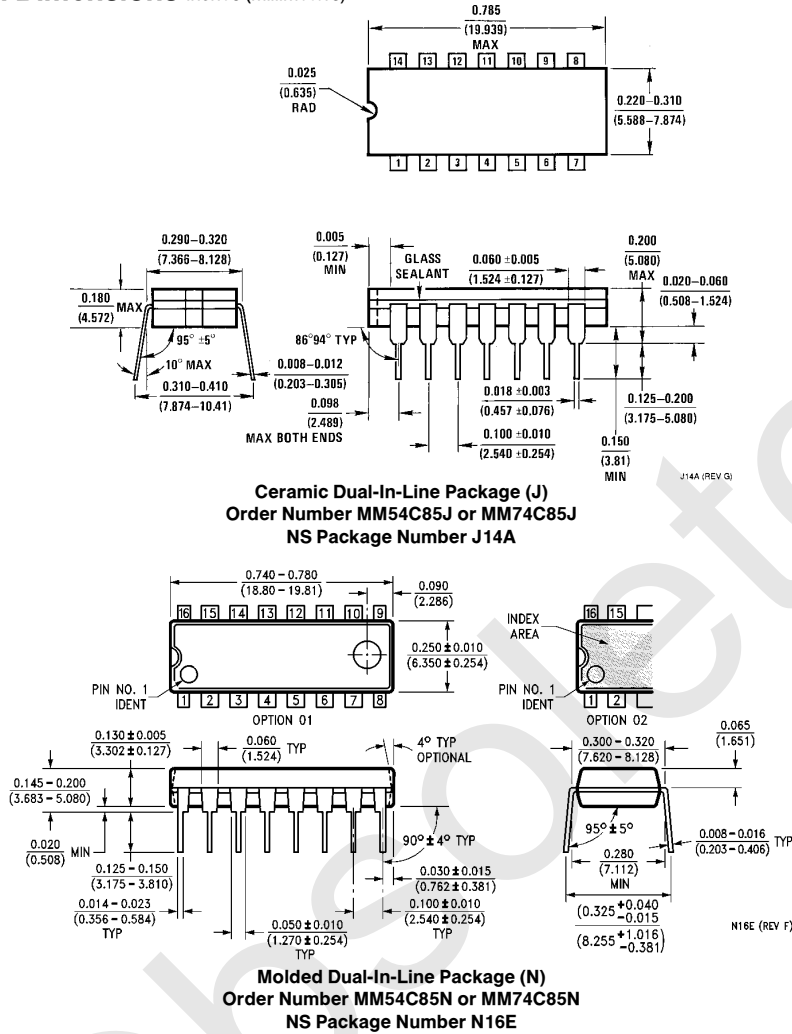 0.785
(19.939)
MAX
14 13 12 11 10 9 8
0.025
(0.635)
RAD
0.220–0.310
(5.588–7.874)
1 2 3 4 5 6 7
0.290–0.320
(7.366–8.128)
0.180
(4.572)
MAX
95° ±5°
10° MAX
0.310–0.410
(7.874–10.41)
0.008–0.012
(0.203–0.305)
0.005
(0.127)
MIN
GLASS
SEALANT
0.060 ±0.005
(1.524 ±0.127)
0.200
(5.080)
MAX
0.020–0.060
(0.508–1.524)
86°94° TYP
0.098
(2.489)
MAX BOTH ENDS
0.018 ±0.003
(0.457 ±0.076)
0.100 ±0.010
(2.540 ±0.254)
0.125–0.200
(3.175–5.080)
0.150
(3.81)
MIN
J14A (REV G)
Ceramic Dual-In-Line Package (J)
Order Number MM54C85J or MM74C85J
NS Package Number J14A
0.740 – 0.780
(18.80 – 19.81)
0.090
(2.286)
16 15 14 13 12 11 10 9
0.250 ± 0.010
(6.350 ± 0.254)
PIN NO. 1
IDENT
1 2 3 4 5 6 7 8
OPTION 01
16 15
INDEX
AREA
PIN NO. 1
IDENT
1 2
OPTION 02
0.130 ± 0.005
(3.302 ± 0.127)
0.060
(1.524)
TYP
4° TYP
OPTIONAL
0.145 – 0.200
(3.683 – 5.080)
0.020
(0.508)
MIN
0.125 – 0.150
(3.175 – 3.810)
0.014 – 0.023
(0.356 – 0.584)
TYP
0.050 ± 0.010
(1.270 ± 0.254)
TYP
90° ± 4° TYP
0.030 ± 0.015
(0.762 ± 0.381)
0.100 ± 0.010
(2.540 ± 0.254)
TYP
0.300 – 0.320
(7.620 – 8.128)
0.065
(1.651)
95° ± 5°
0.280
(7.112)
MIN
0.008 – 0.016
(0.203 – 0.406)
TYP
(0.325 +0.040
–0.015
(8.255 +1.016
–0.381)
N16E (REV F)
Molded Dual-In-Line Package (N)
Order Number MM54C85N or MM74C85N
NS Package Number N16E